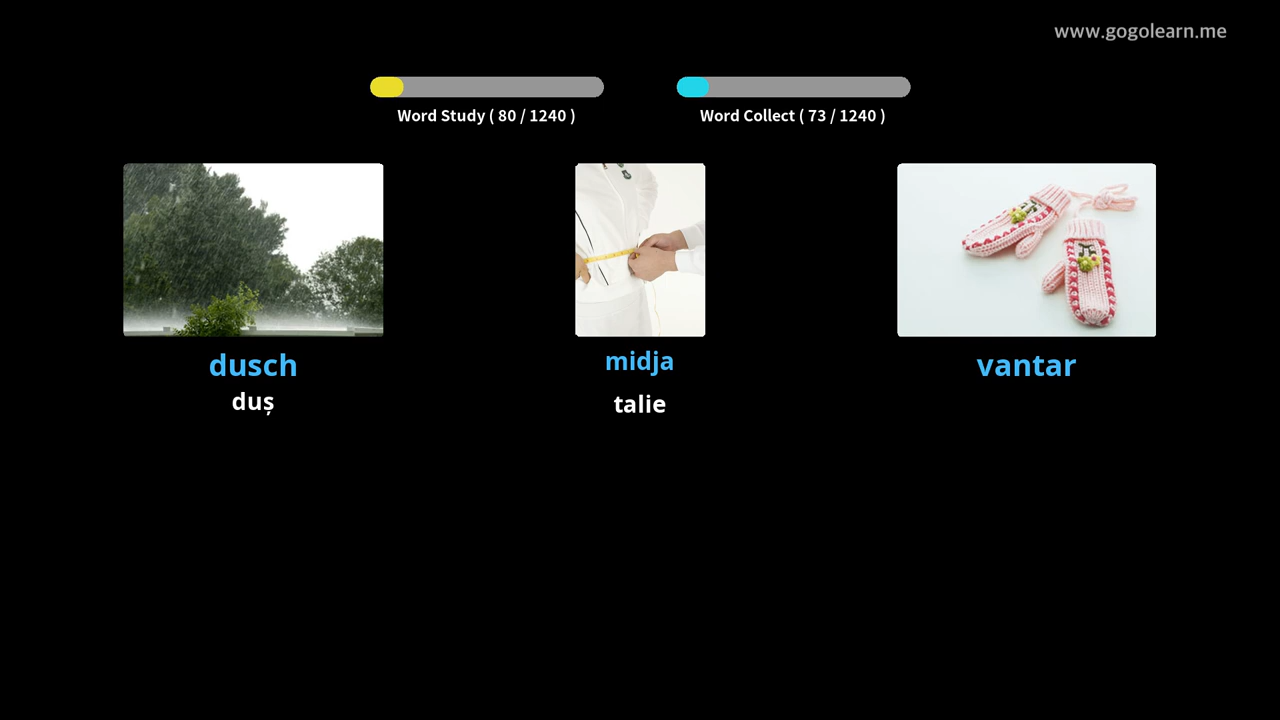 www.gogolearn.me
Word Study ( 80 / 1240 )
Word Collect ( 73 / 1240 )
dusch
duș
midja
talie
vantar